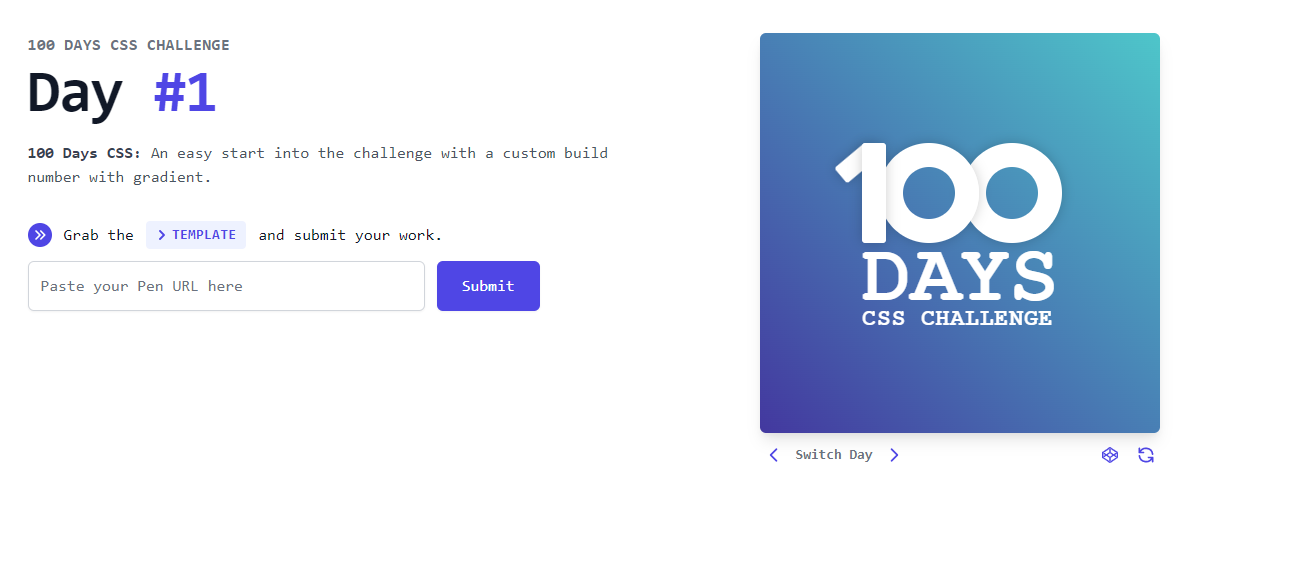 100 DAYS CSS CHALLENGE
Day #1
100 Days CSS: An easy start into the challenge with a custom build
number with gradient.
Grab the TEMPLATE and submit your work.
Paste your Pen URL here
Submit
100
DAYS
CSS CHALLENGE
Switch Day